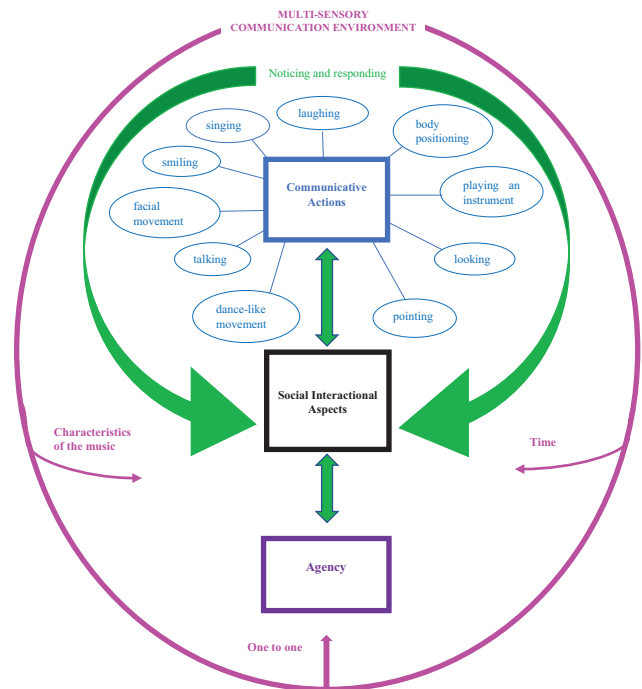 MULTI-SENSORY
COMMUNICATION ENVIRONMENT
Noticing and responding
laughing
singing
body
positioning
smiling
Communicative
Actions
playing an
instrument
facial
movement
talking
looking
dance-like
movement
pointing
Social Interactional
Aspects
Characteristics
of the music
Time
Agency
One to one